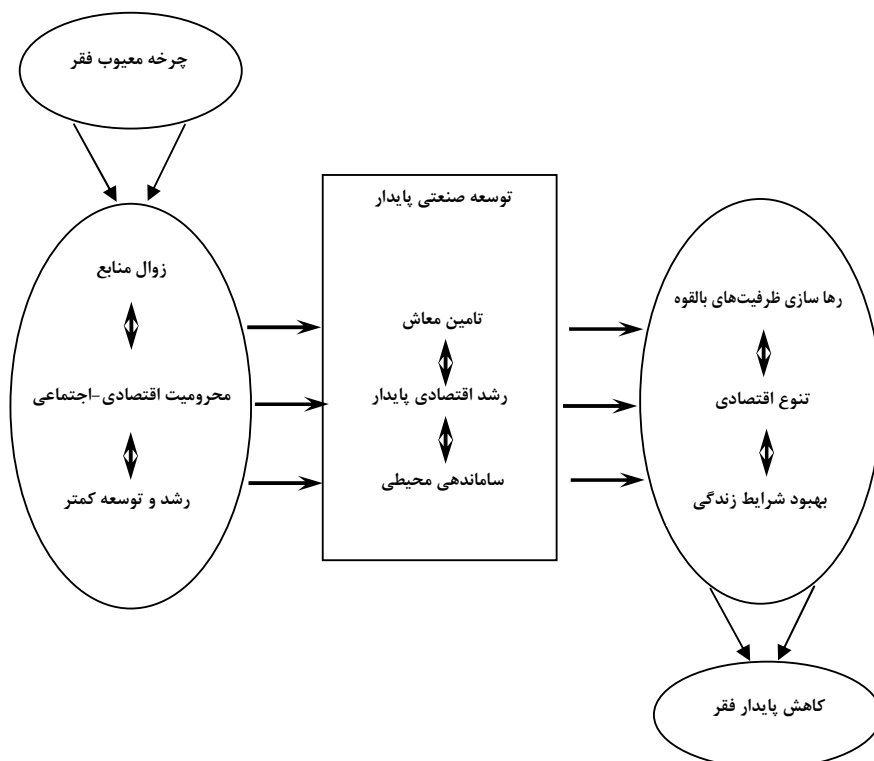 چرخه معیوب فقر
زوال منابع
محرومیت اقتصادی-اجتماعی
رشد و توسعه کمتر
توسعه صنعتی پایدار
تامین معاش
رشد اقتصادی پایدار
ساماندهی محیطی
رها سازی ظرفیت‌های بالقوه
تنوع اقتصادی
بهبود شرایط زندگی
کاهش پایدار فقر